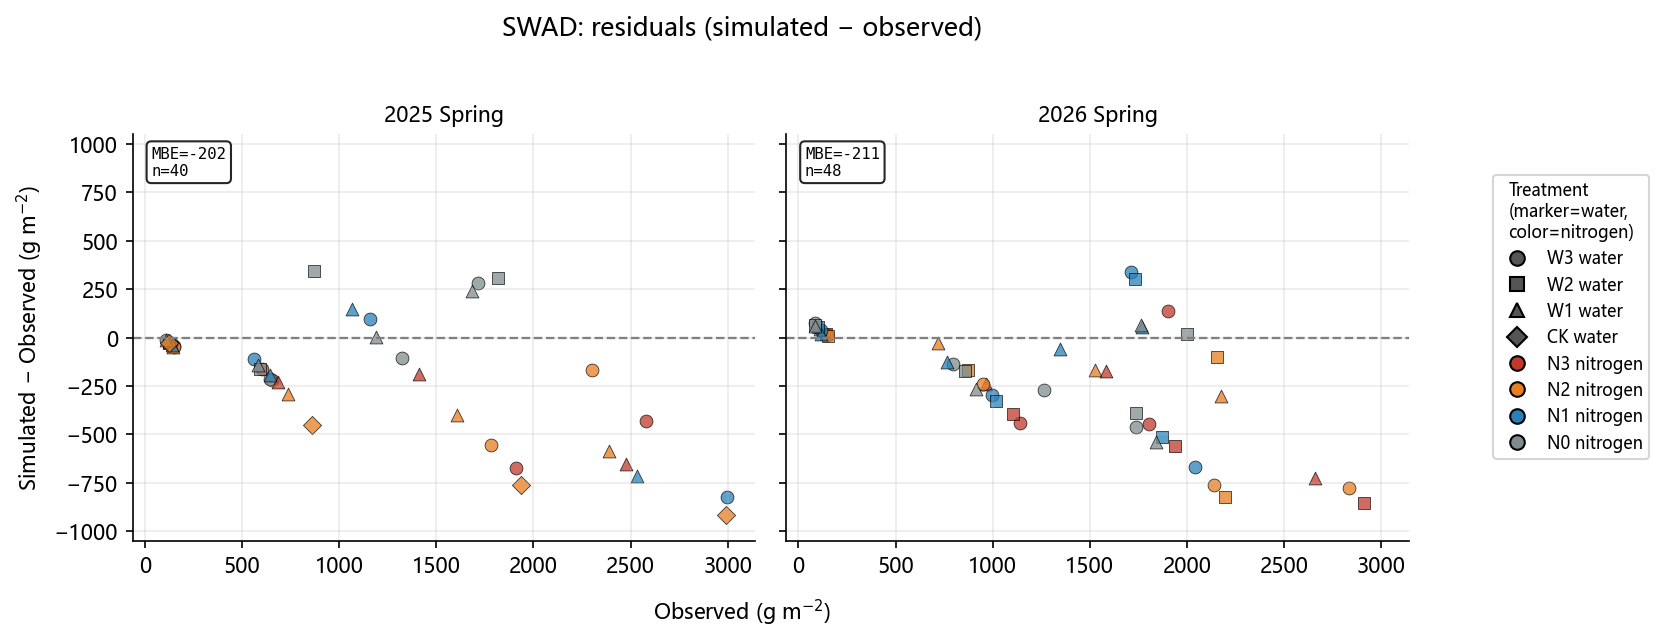 SWAD: residuals (simulated − observed)
2025 Spring
2026 Spring
MBE=-202
n=40
MBE=-211
n=48
1000
750
500
250
0
−250
−500
−750
−1000
Simulated − Observed (g m⁻²)
0 500 1000 1500 2000 2500 3000
0 500 1000 1500 2000 2500 3000
Observed (g m⁻²)
Treatment
(marker=water,
color=nitrogen)
W3 water
W2 water
W1 water
CK water
N3 nitrogen
N2 nitrogen
N1 nitrogen
N0 nitrogen